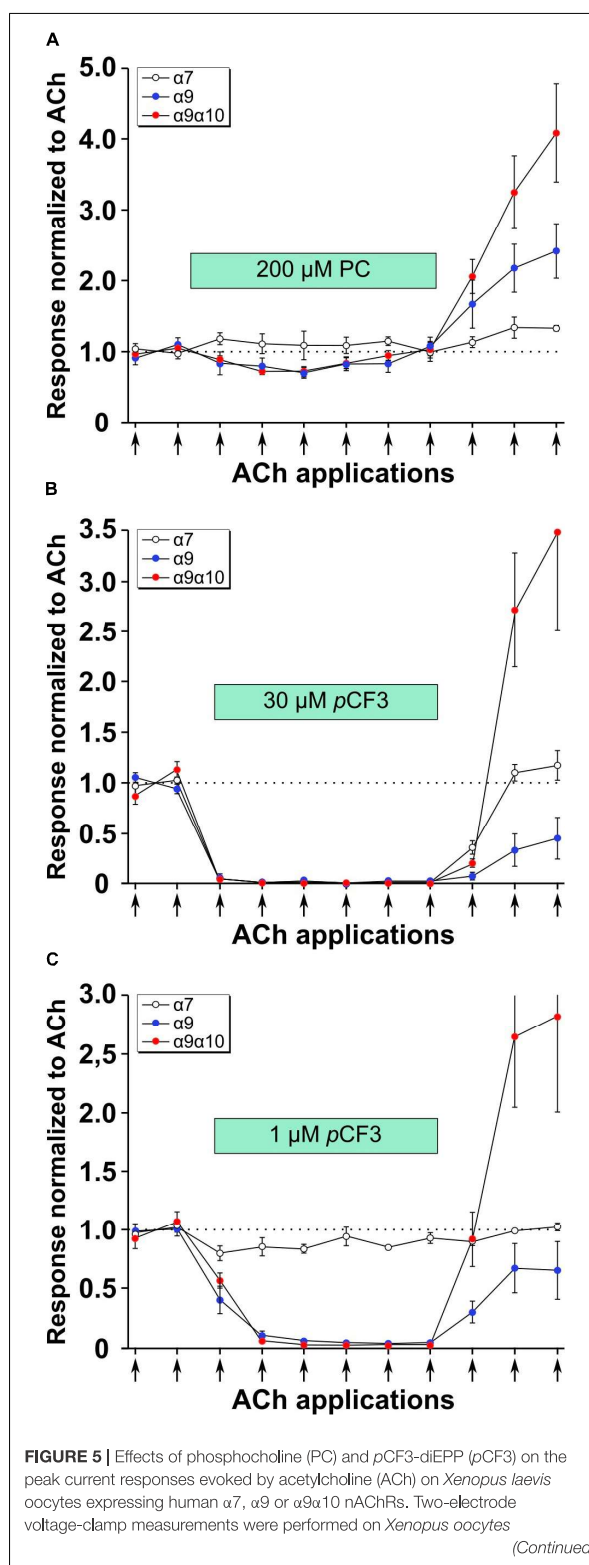 A
Response normalized to ACh
5.0
4.0
3.0
2.0
1.0
0
α7
α9
α9α10
200 µM PC
ACh applications
B
Response normalized to ACh
3.5
3.0
2.5
2.0
1.5
1.0
0.5
0
α7
α9
α9α10
30 µM pCF3
ACh applications
C
Response normalized to ACh
3.0
2,5
2.0
1.5
1.0
0.5
0
α7
α9
α9α10
1 µM pCF3
ACh applications
FIGURE 5 | Effects of phosphocholine (PC) and pCF3-diEPP (pCF3) on the
peak current responses evoked by acetylcholine (ACh) on Xenopus laevis
oocytes expressing human α7, α9 or α9α10 nAChRs. Two-electrode
voltage-clamp measurements were performed on Xenopus oocytes
(Continued